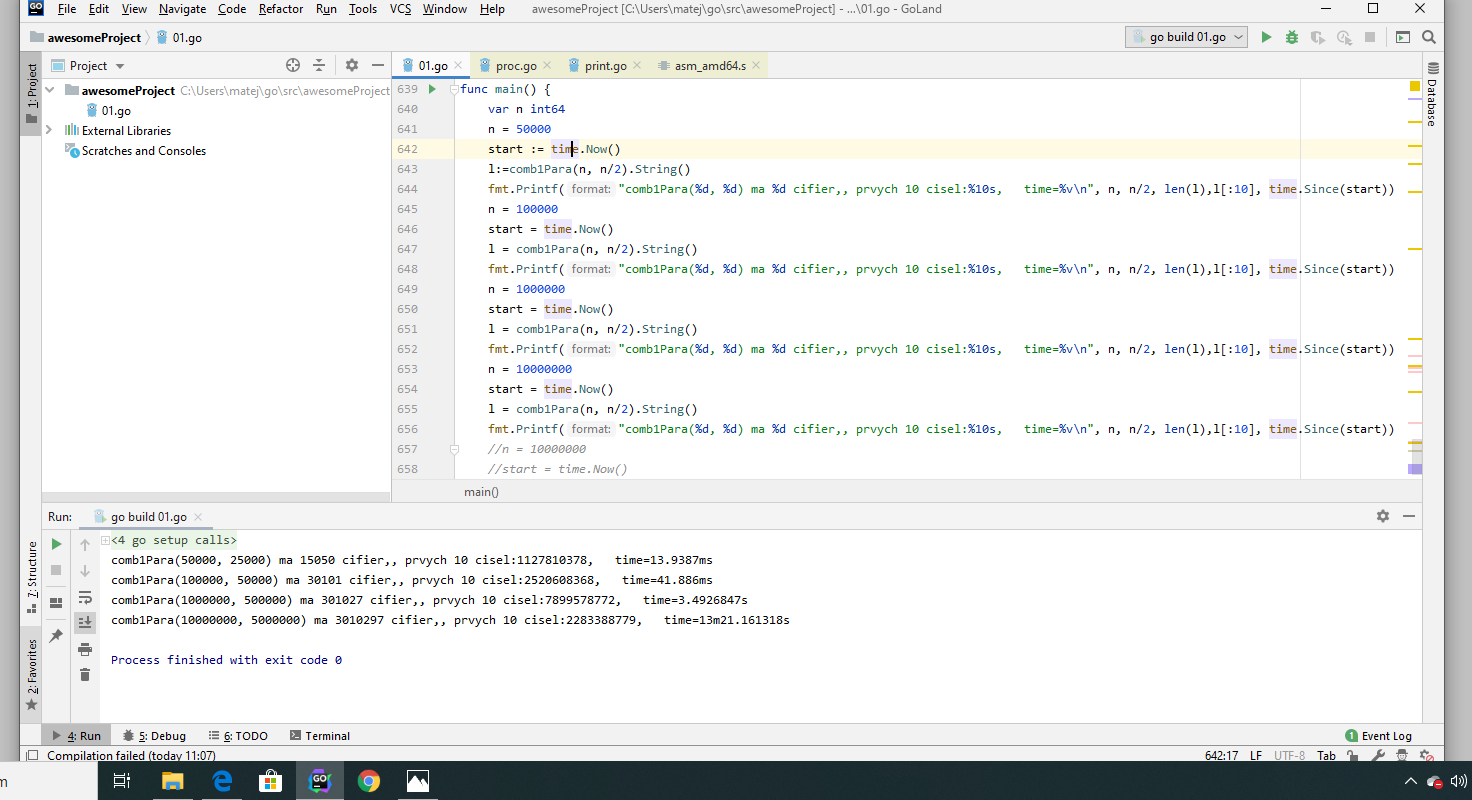 GO File Edit View Navigate Code Refactor Run Tools VCS Window Help awesomeProject [C:\Users\matej\go\src\awesomeProject] - ...\01.go - GoLand
awesomeProject 01.go go build 01.go
1: Project
Project
01.go proc.go print.go asm_amd64.s
Database
awesomeProject C:\Users\matej\go\src\awesomeProject
01.go
External Libraries
Scratches and Consoles
639 func main() {
640 var n int64
641 n = 50000
642 start := time.Now()
643 l:=comb1Para(n, n/2).String()
644 fmt.Printf( format: "comb1Para(%d, %d) ma %d cifier,, prvych 10 cisel:%10s,   time=%v\n", n, n/2, len(l),l[:10], time.Since(start))
645 n = 100000
646 start = time.Now()
647 l = comb1Para(n, n/2).String()
648 fmt.Printf( format: "comb1Para(%d, %d) ma %d cifier,, prvych 10 cisel:%10s,   time=%v\n", n, n/2, len(l),l[:10], time.Since(start))
649 n = 1000000
650 start = time.Now()
651 l = comb1Para(n, n/2).String()
652 fmt.Printf( format: "comb1Para(%d, %d) ma %d cifier,, prvych 10 cisel:%10s,   time=%v\n", n, n/2, len(l),l[:10], time.Since(start))
653 n = 10000000
654 start = time.Now()
655 l = comb1Para(n, n/2).String()
656 fmt.Printf( format: "comb1Para(%d, %d) ma %d cifier,, prvych 10 cisel:%10s,   time=%v\n", n, n/2, len(l),l[:10], time.Since(start))
657 //n = 10000000
658 //start = time.Now()
main()
Run: go build 01.go
<4 go setup calls>
comb1Para(50000, 25000) ma 15050 cifier,, prvych 10 cisel:1127810378,   time=13.9387ms
comb1Para(100000, 50000) ma 30101 cifier,, prvych 10 cisel:2520608368,   time=41.886ms
comb1Para(1000000, 500000) ma 301027 cifier,, prvych 10 cisel:7899578772,   time=3.4926847s
comb1Para(10000000, 5000000) ma 3010297 cifier,, prvych 10 cisel:2283388779,   time=13m21.161318s
Process finished with exit code 0
7: Structure
2: Favorites
4: Run 5: Debug 6: TODO Terminal 1 Event Log
Compilation failed (today 11:07) 642:17 LF UTF-8 Tab
m GO